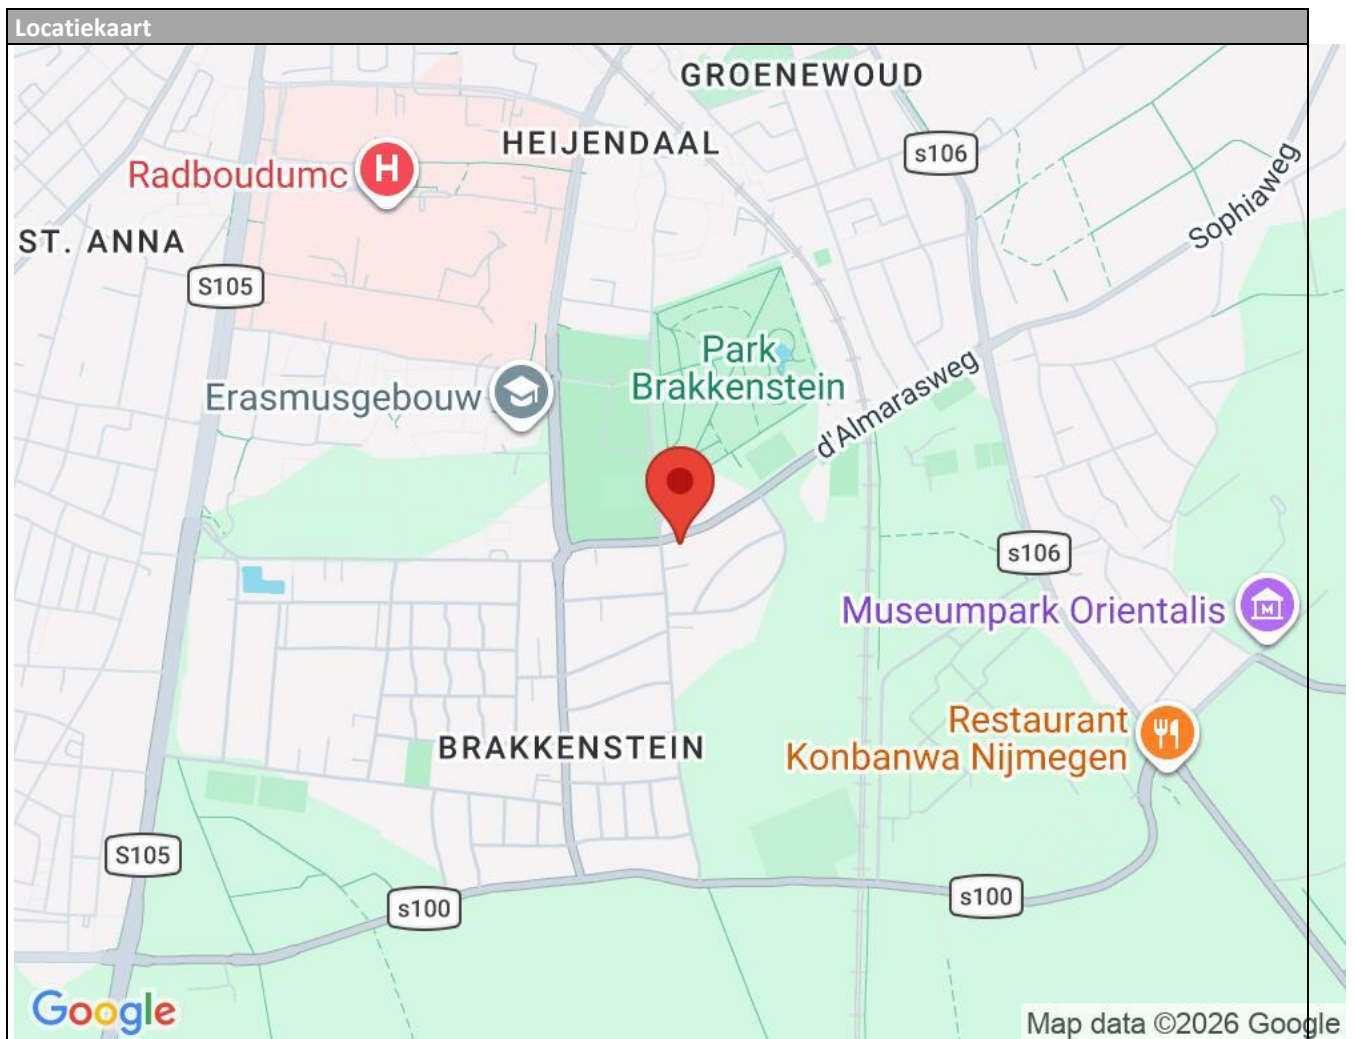 Locatiekaart
GROENEWOUD
HEIJENDAAL
s106
Radboudumc
H
Sophiaweg
ST. ANNA
S105
Park
Brakkenstein
d'Almarasweg
Erasmusgebouw
s106
Museumpark Orientalis
M
Restaurant
Konbanwa Nijmegen
BRAKKENSTEIN
S105
s100
s100
Google
Map data ©2026 Google